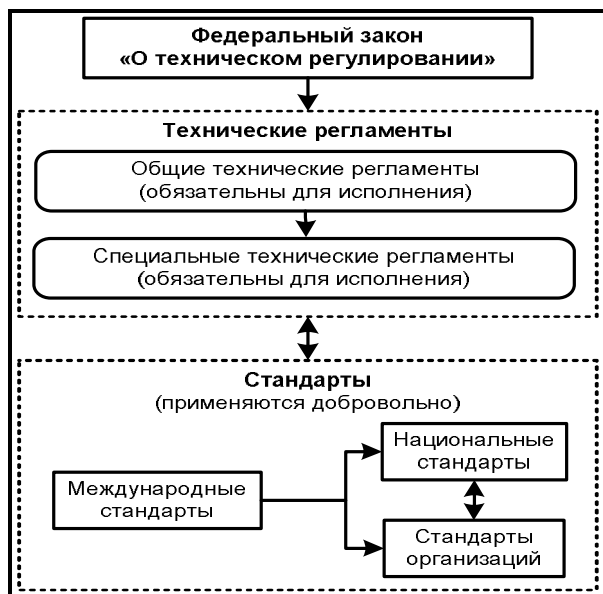 Федеральный закон
«О техническом регулировании»
Технические регламенты
Общие технические регламенты
(обязательны для исполнения)
Специальные технические регламенты
(обязательны для исполнения)
Стандарты
(применяются добровольно)
Национальные
стандарты
Международные
стандарты
Стандарты
организаций